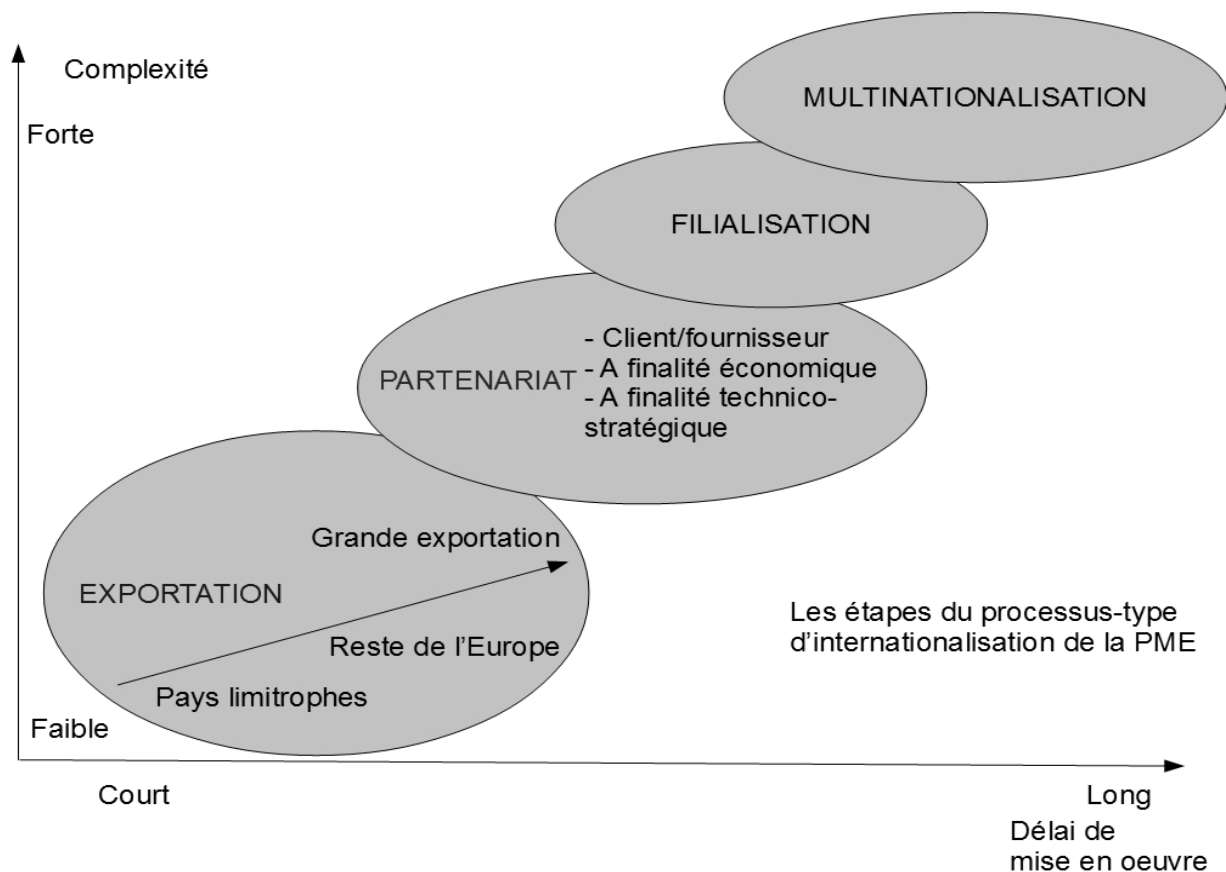 Complexité
MULTINATIONALISATION
Forte
FILIALISATION
- Client/fournisseur
- A finalité économique
PARTENARIAT
- A finalité technico-
stratégique
Grande exportation
EXPORTATION
Reste de l’Europe
Pays limitrophes
Les étapes du processus-type
d’internationalisation de la PME
Faible
Court
Long
Délai de
mise en oeuvre